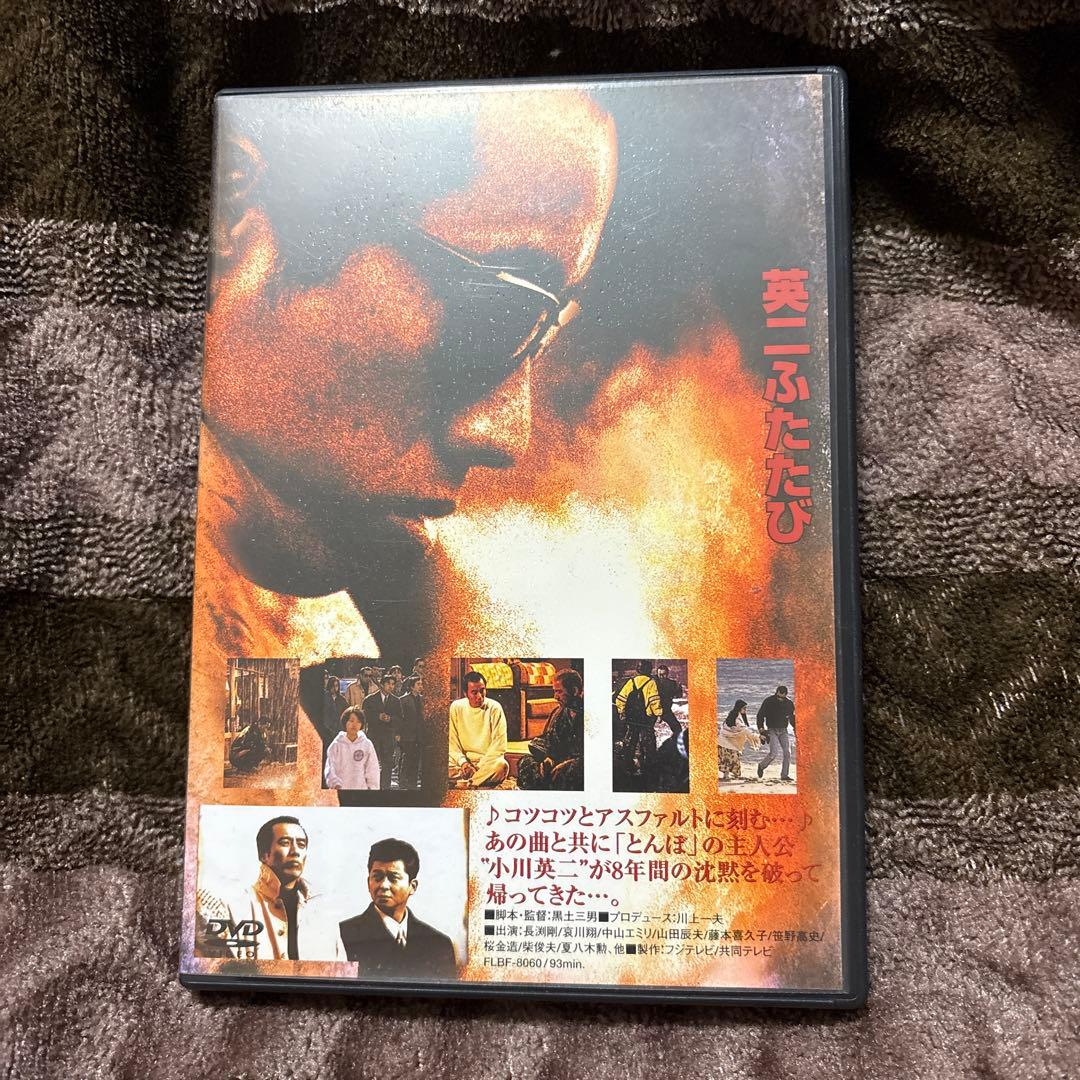 英二ふたたび
♪コツコツとアスファルトに刻む…♪
あの曲と共に「とんぼ」の主人公
"小川英二"が8年間の沈黙を破って
帰ってきた…。
■脚本・監督:黒土三男■プロデュース:川上一夫
■出演:長渕剛/哀川翔/中山エミリ/山田辰夫/藤本喜久子/笹野高史/
桜金造/柴俊夫/夏八木勲、他■製作:フジテレビ/共同テレビ
FLBF-8060/93min.
DVD
VIDEO